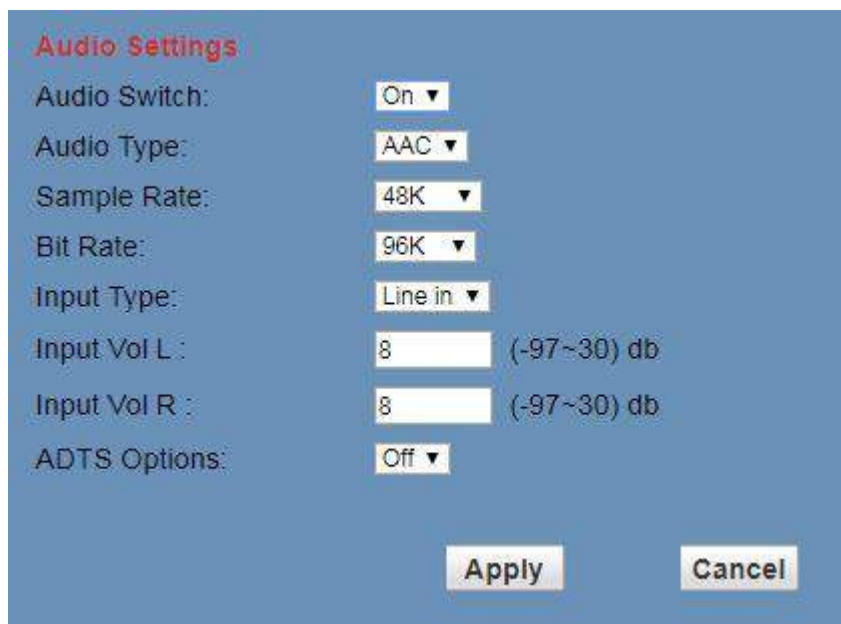 Audio Settings
Audio Switch: On
Audio Type: AAC
Sample Rate: 48K
Bit Rate: 96K
Input Type: Line in
Input Vol L : 8 (-97~30) db
Input Vol R : 8 (-97~30) db
ADTS Options: Off
Apply Cancel